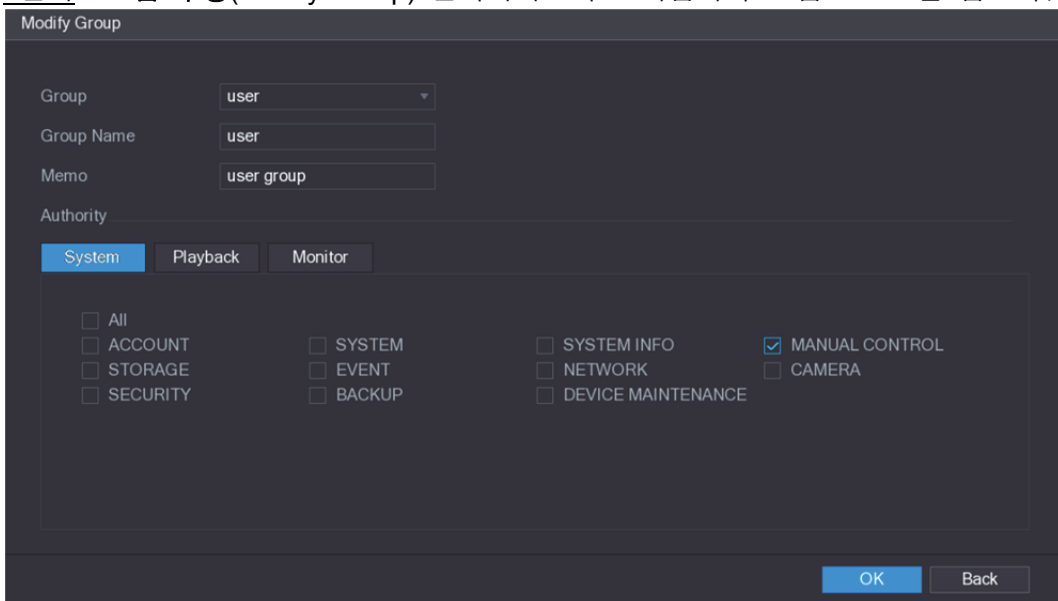 Modify Group
Group user
Group Name user
Memo user group
Authority
System Playback Monitor
All
ACCOUNT SYSTEM SYSTEM INFO MANUAL CONTROL
STORAGE EVENT NETWORK CAMERA
SECURITY BACKUP DEVICE MAINTENANCE
OK Back